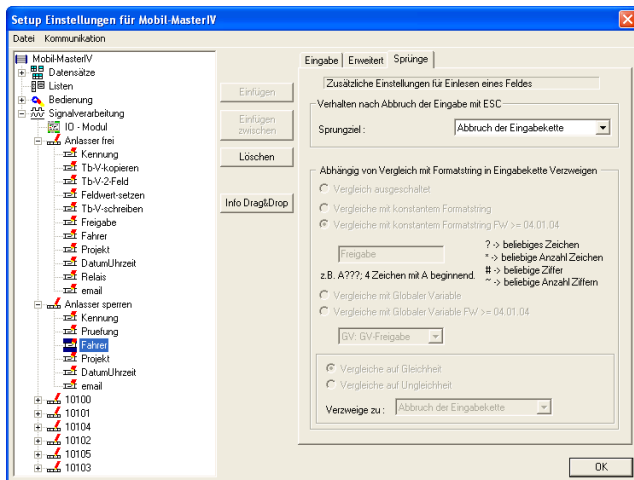 Setup Einstellungen für Mobil-MasterIV
Datei Kommunikation
Mobil-MasterIV
Datensätze
Listen
Bedienung
Signalverarbeitung
IO - Modul
Anlasser frei
Kennung
Tb-V-kopieren
Tb-V-2-Feld
Feldwert-setzen
Tb-V-schreiben
Freigabe
Fahrer
Projekt
DatumUhrzeit
Relais
email
Anlasser sperren
Kennung
Pruefung
Fahrer
Projekt
DatumUhrzeit
email
10100
10101
10104
10102
10105
10103
Einfügen
Einfügen
zwischen
Löschen
Info Drag&Drop
Eingabe Erweitert Sprünge
Zusätzliche Einstellungen für Einlesen eines Feldes
Verhalten nach Abbruch der Eingabe mit ESC
Sprungziel : Abbruch der Eingabekette
Abhängig von Vergleich mit Formatstring in Eingabekette Verzweigen
Vergleich ausgeschaltet
Vergleiche mit konstantem Formatstring
Vergleiche mit konstantem Formatstring FW >= 04.01.04
Freigabe
? -> beliebiges Zeichen
* -> beliebige Anzahl Zeichen
# -> beliebige Ziffer
~ -> beliebige Anzahl Ziffern
z.B. A???; 4 Zeichen mit A beginnend.
Vergleiche mit Globaler Variable
Vergleiche mit Globaler Variable FW >= 04.01.04
GV: GV-Freigabe
Vergleiche auf Gleichheit
Vergleiche auf Ungleichheit
Verzweige zu : Abbruch der Eingabekette
OK